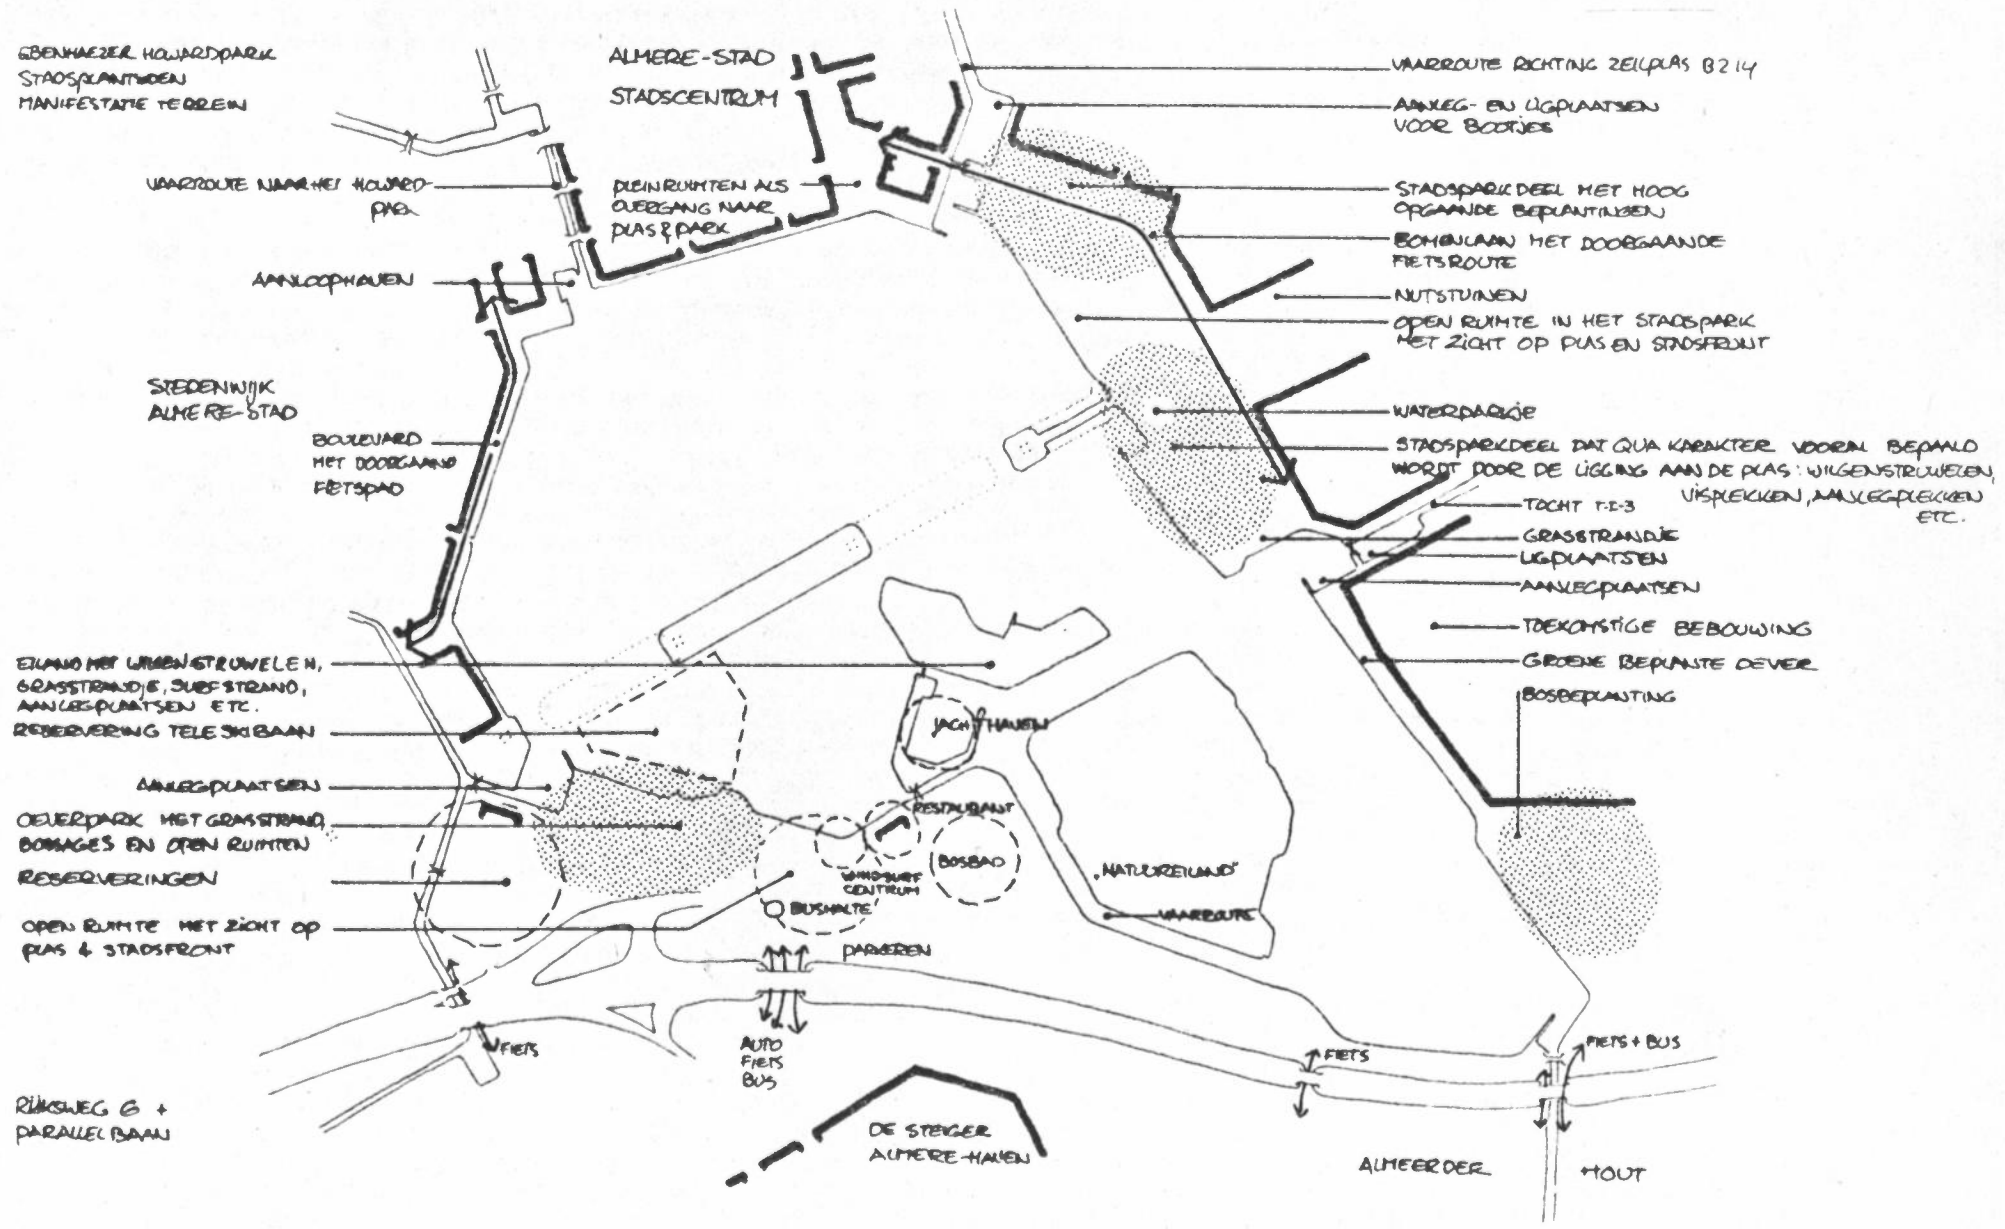 EBENHAEZER HOWARDPARK
STADSPLANTUDEN
MANIFESTATIE TERREIN
ALMERE-STAD
STADSCENTRUM
VAARROUTE NAAR HET HOWARD-
PARK
PLEINRUIMTEN ALS
OVERGANG NAAR
PLAS & PARK
AANLOOPHAVEN
STEDENWIJK
ALMERE-STAD
BOULEVARD
MET DOORGAAND
FIETSPAD
EILAND MET WILGENSTRUWELEN,
GRASSTRANDJE, SURFSTRAND,
AANLEGPLAATSEN ETC.
RESERVERING TELESKIBAAN
AANLEGPLAATSEN
OEVERPARK MET GRASSTRAND,
BOSSAGES EN OPEN RUIMTEN
RESERVERINGEN
OPEN RUIMTE MET ZICHT OP
PLAS & STADSFRONT
RIJKSWEG 6 +
PARALLELBAAN
VAARROUTE RICHTING ZEILPLAS BZ14
AANLEG- EN LIGPLAATSEN
VOOR BOOTJES
STADSPARKDEEL MET HOOG
OPGAANDE BEPLANTINGEN
BOMENLAAN MET DOORGAANDE
FIETSROUTE
NUTSTUINEN
OPEN RUIMTE IN HET STADSPARK
MET ZICHT OP PLAS EN STADSFRONT
WATERPARKJE
STADSPARKDEEL DAT QUA KARAKTER VOORAL BEPAALD
WORDT DOOR DE LIGGING AAN DE PLAS: WILGENSTRUWELEN,
VISPLEKKEN, AANLEGPLEKKEN
ETC.
TOCHT T-I-3
GRASSTRANDJE
LIGPLAATSEN
AANLEGPLAATSEN
TOEKOMSTIGE BEBOUWING
GROENE BEPLANTE OEVER
BOSBEPLANTING
JACHTHAVEN
RESTAURANT
BOSBAD
WINDSURF
CENTRUM
BUSHALTE
PARKEREN
"NATUUREILAND"
VAARROUTE
FIETS
AUTO
FIETS
BUS
FIETS
FIETS + BUS
DE STEIGER
ALMERE-HAVEN
ALMEERDER HOUT